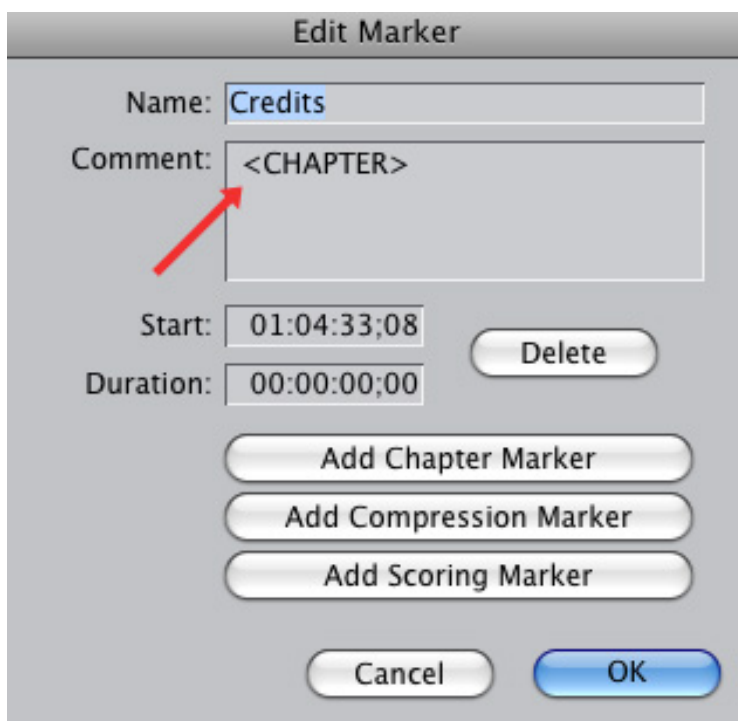 Edit Marker
Name: Credits
Comment: <CHAPTER>
Start: 01:04:33;08
Delete
Duration: 00:00:00;00
Add Chapter Marker
Add Compression Marker
Add Scoring Marker
Cancel OK